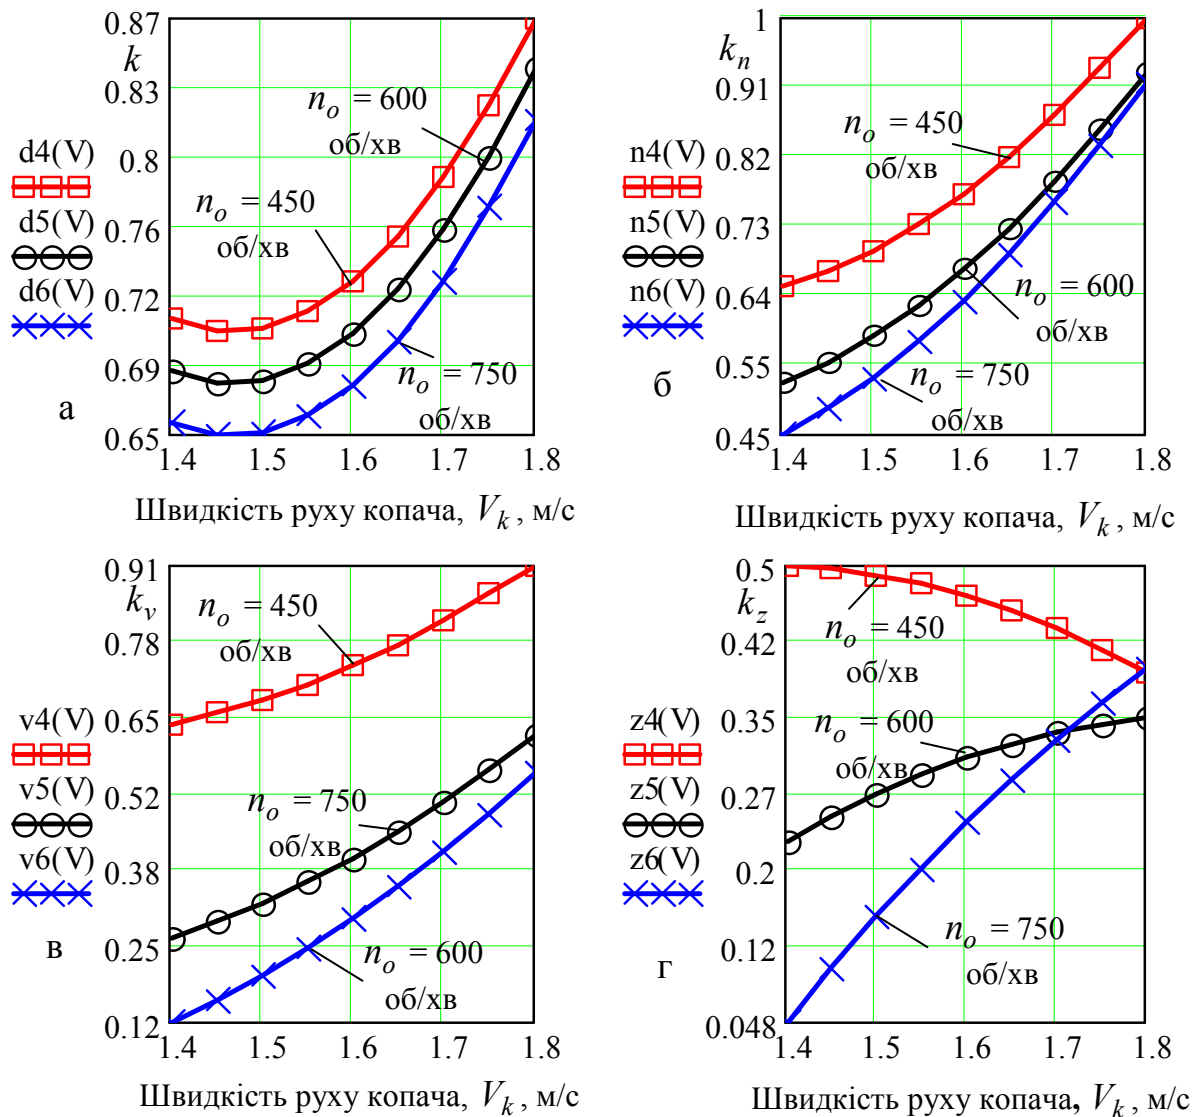 0.87
k
0.83
0.8
0.76
0.72
0.69
0.65
d4(V)
d5(V)
d6(V)
n_o = 600
об/хв
n_o = 450
об/хв
n_o = 750
об/хв
а
1.4 1.5 1.6 1.7 1.8
Швидкість руху копача, V_k , м/с
1
k_n
0.91
0.82
0.73
0.64
0.55
0.45
n4(V)
n5(V)
n6(V)
n_o = 450
об/хв
n_o = 600
об/хв
n_o = 750
об/хв
б
1.4 1.5 1.6 1.7 1.8
Швидкість руху копача, V_k , м/с
0.91
k_v
0.78
0.65
0.52
0.38
0.25
0.12
v4(V)
v5(V)
v6(V)
n_o = 450
об/хв
n_o = 750
об/хв
n_o = 600
об/хв
в
1.4 1.5 1.6 1.7 1.8
Швидкість руху копача, V_k , м/с
0.5
k_z
0.42
0.35
0.27
0.2
0.12
0.048
z4(V)
z5(V)
z6(V)
n_o = 450
об/хв
n_o = 600
об/хв
n_o = 750
об/хв
г
1.4 1.5 1.6 1.7 1.8
Швидкість руху копача, V_k , м/с